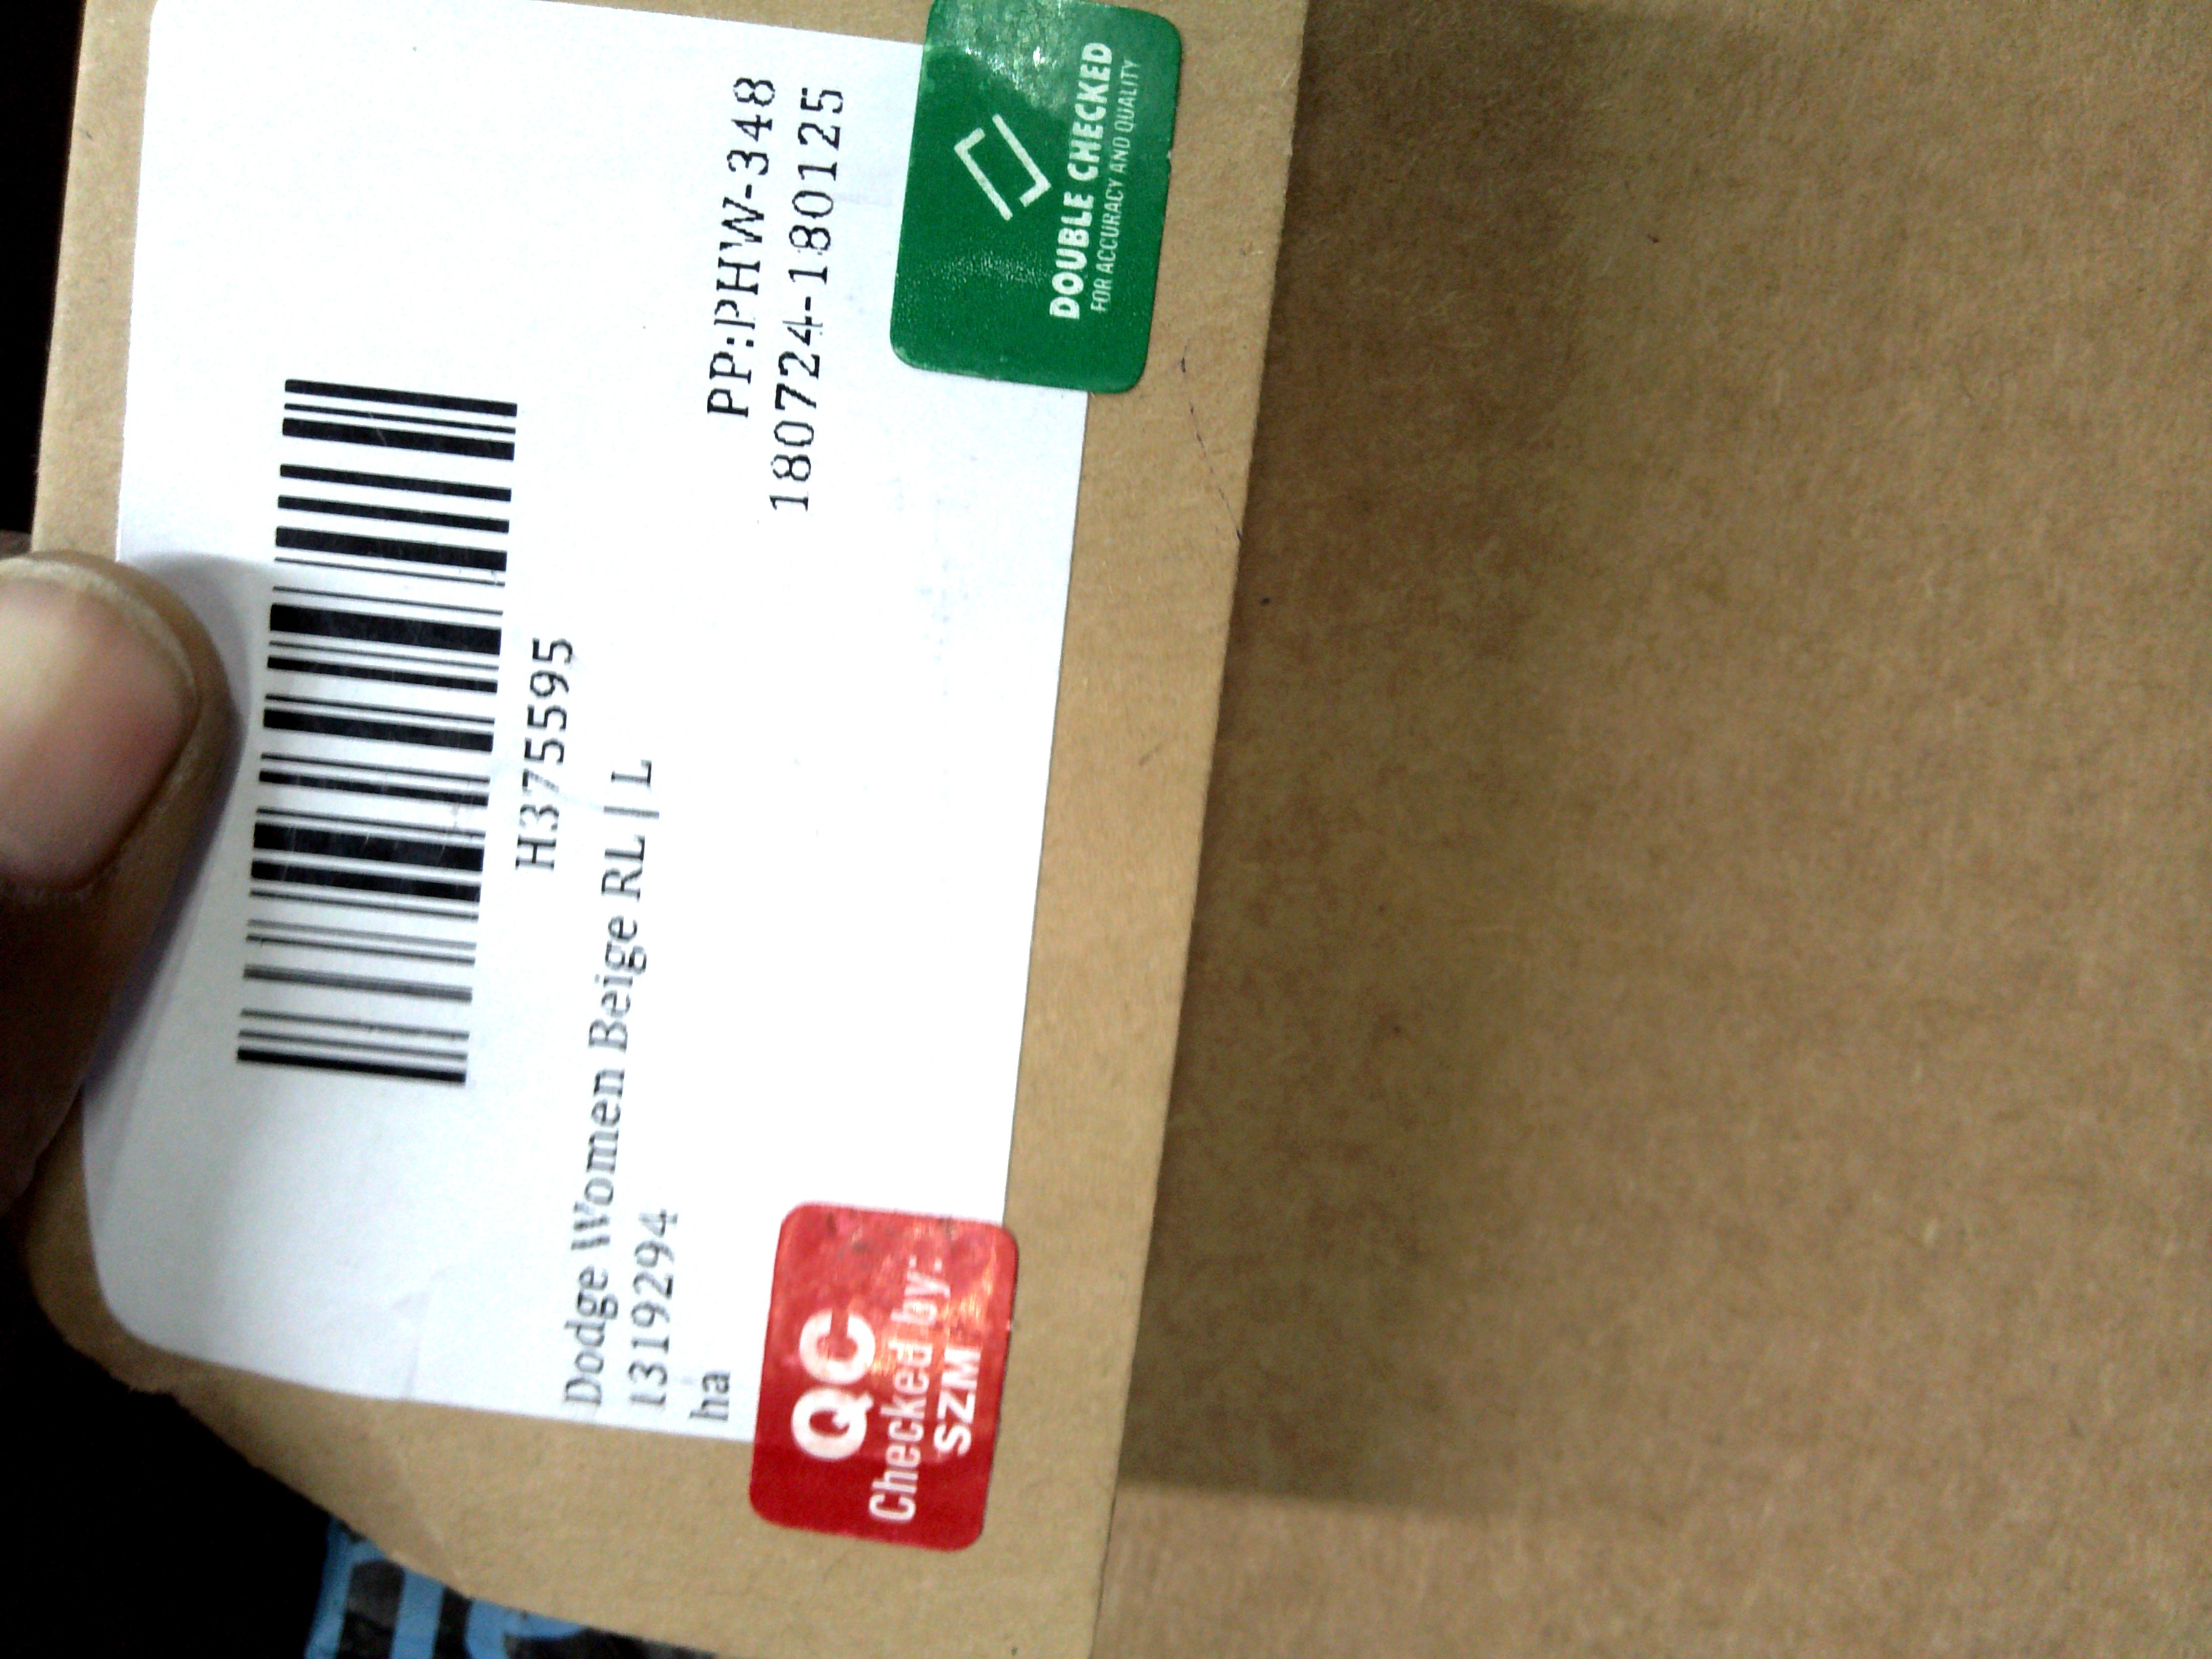 H375595
Dodge Women Beige RL | L
1319294
ha
PP:PHW-348
180724-180125
QC
Checked by:
SZM
DOUBLE CHECKED
FOR ACCURACY AND QUALITY